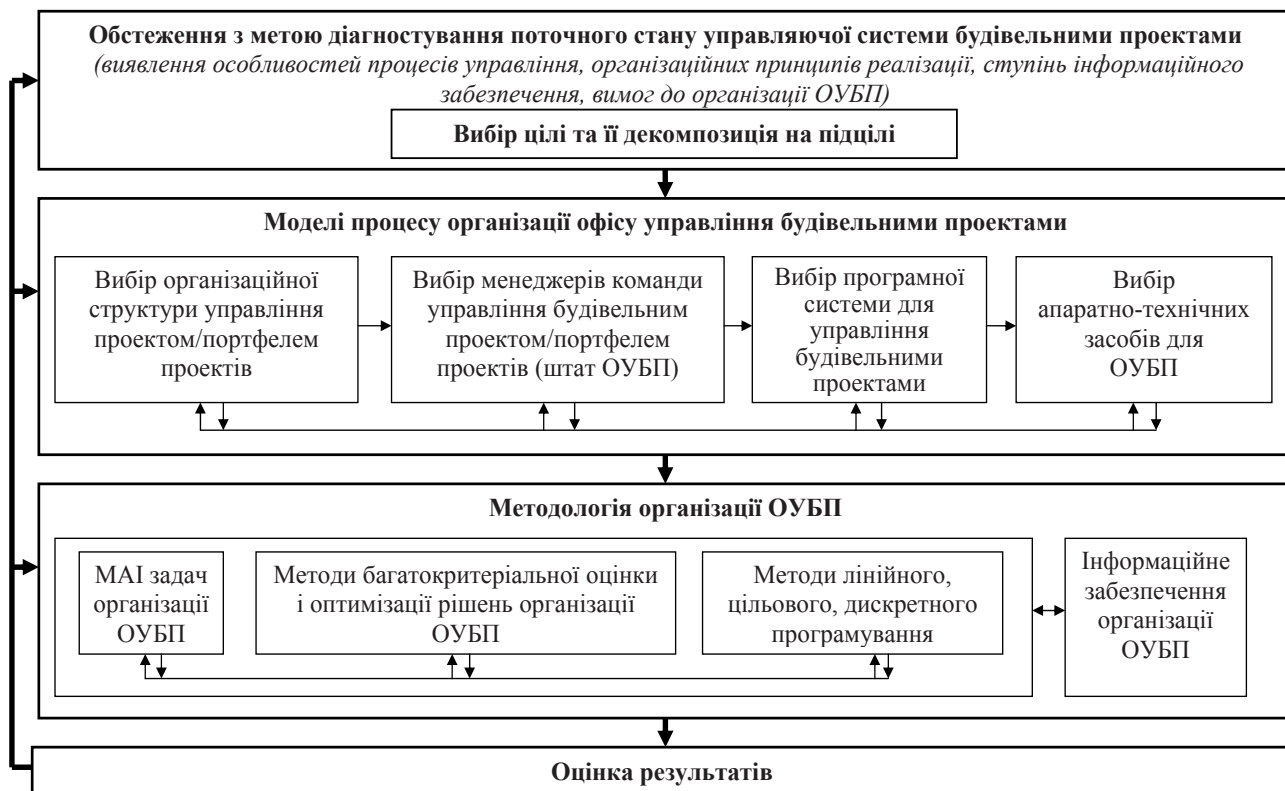 Обстеження з метою діагностування поточного стану управляючої системи будівельними проектами
(виявлення особливостей процесів управління, організаційних принципів реалізації, ступінь інформаційного
забезпечення, вимог до організації ОУБП)
Вибір цілі та її декомпозиція на підцілі
Моделі процесу організації офісу управління будівельними проектами
Вибір організаційної
структури управління
проектом/портфелем
проектів
Вибір менеджерів команди
управління будівельним
проектом/портфелем
проектів (штат ОУБП)
Вибір програмної
системи для
управління
будівельними
проектами
Вибір
апаратно-технічних
засобів для
ОУБП
Методологія організації ОУБП
МАІ задач
організації
ОУБП
Методи багатокритеріальної оцінки
і оптимізації рішень організації
ОУБП
Методи лінійного,
цільового, дискретного
програмування
Інформаційне
забезпечення
організації
ОУБП
Оцінка результатів